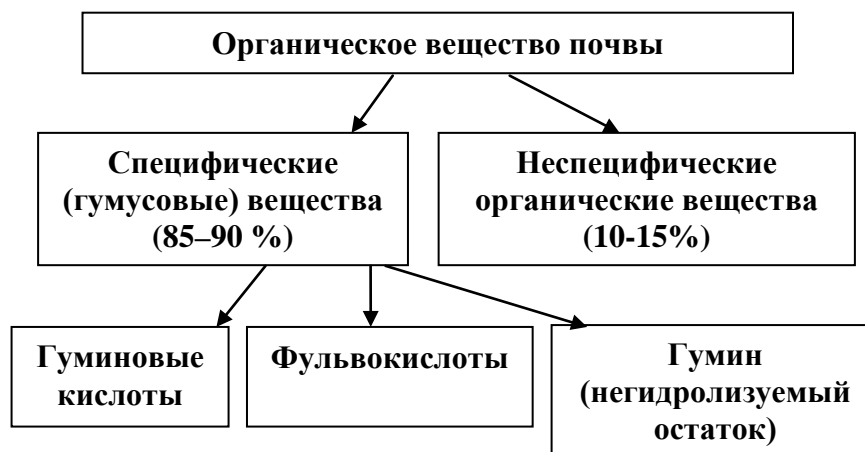 Органическое вещество почвы
Специфические
(гумусовые) вещества
(85–90 %)
Неспецифические
органические вещества
(10-15%)
Гуминовые
кислоты
Фульвокислоты
Гумин
(негидролизуемый
остаток)